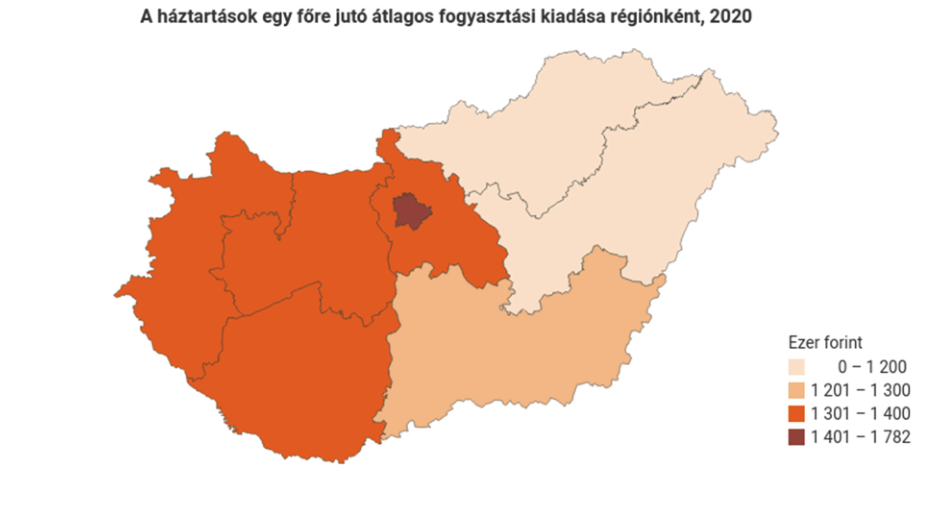 A háztartások egy főre jutó átlagos fogyasztási kiadása régiónként, 2020
Ezer forint
0 – 1 200
1 201 – 1 300
1 301 – 1 400
1 401 – 1 782